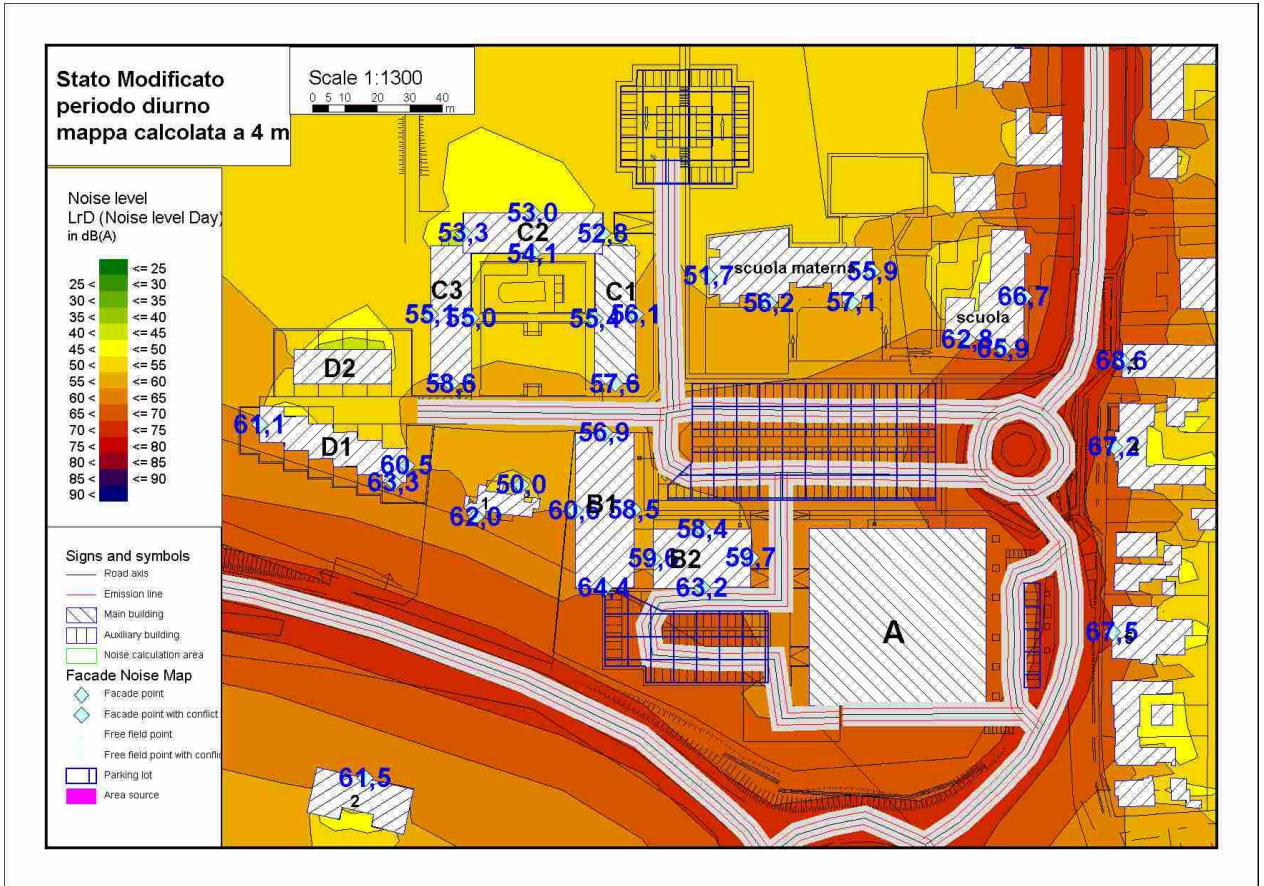 Stato Modificato
periodo diurno
mappa calcolata a 4 m
Scale 1:1300
0 5 10 20 30 40
m
Noise level
LrD (Noise level Day)
in dB(A)
<= 25
25 < <= 30
30 < <= 35
35 < <= 40
40 < <= 45
45 < <= 50
50 < <= 55
55 < <= 60
60 < <= 65
65 < <= 70
70 < <= 75
75 < <= 80
80 < <= 85
85 < <= 90
90 <
Signs and symbols
Road axis
Emission line
Main building
Auxiliary building
Noise calculation area
Facade Noise Map
Facade point
Facade point with conflict
Free field point
Free field point with conflic
Parking lot
Area source
53,0
53,3 C2 52,8
54,1
51,7 scuola materna 55,9
C3 C1
56,2 57,1 66,7
55,1 55,0 55,4 56,1
scuola
62,8 65,9
68,6
D2
58,6 57,6
61,1
56,9
D1
67,2 4
60,5
63,3
50,0
1
62,0
B1
58,5
58,4
59,6 B2 59,7
64,4 63,2
A
67,5
5
61,5
2